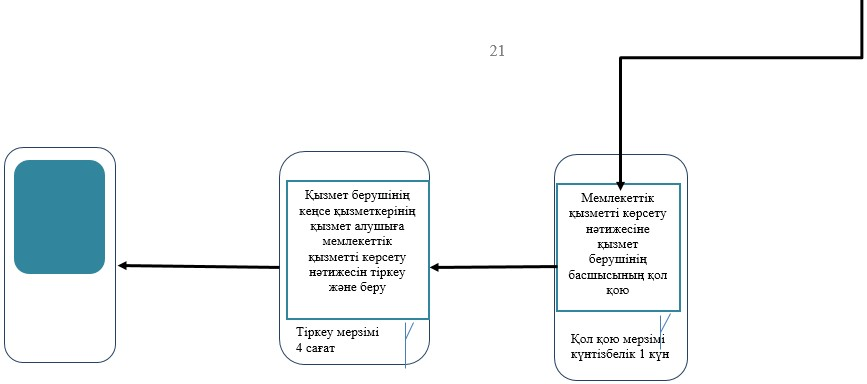 21
Қызмет берушінің
кеңсе қызметкерінің
қызмет алушыға
мемлекеттік
қызметті көрсету
нәтижесін тіркеу
және беру
Тіркеу мерзімі
4 сағат
Мемлекеттік
қызметті көрсету
нәтижесіне
қызмет
берушінің
басшысының қол
қою
Қол қою мерзімі
күнтізбелік 1 күн